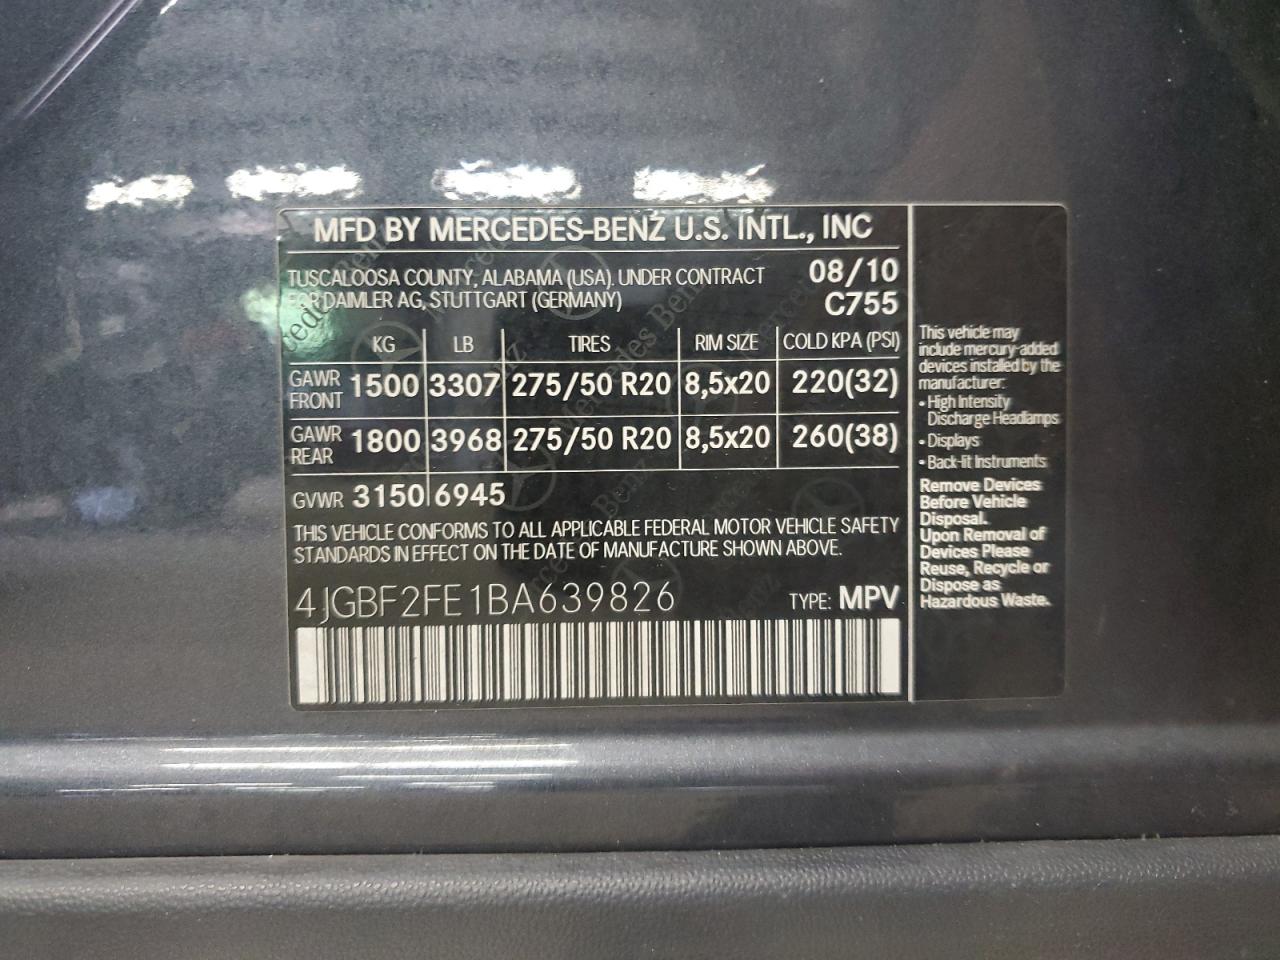 MFD BY MERCEDES-BENZ U.S. INTL., INC
TUSCALOOSA COUNTY, ALABAMA (USA). UNDER CONTRACT
FOR DAIMLER AG, STUTTGART (GERMANY)
08/10
C755
KG LB TIRES RIM SIZE COLD KPA (PSI)
GAWR
FRONT 1500 3307 275/50 R20 8,5x20 220(32)
GAWR
REAR 1800 3968 275/50 R20 8,5x20 260(38)
GVWR 3150 6945
THIS VEHICLE CONFORMS TO ALL APPLICABLE FEDERAL MOTOR VEHICLE SAFETY
STANDARDS IN EFFECT ON THE DATE OF MANUFACTURE SHOWN ABOVE.
4JGBF2FE1BA639826 TYPE: MPV
This vehicle may
include mercury-added
devices installed by the
manufacturer:
• High Intensity
Discharge Headlamps
• Displays
• Back-lit Instruments
Remove Devices
Before Vehicle
Disposal.
Upon Removal of
Devices Please
Reuse, Recycle or
Dispose as
Hazardous Waste.
Mercedes Benz